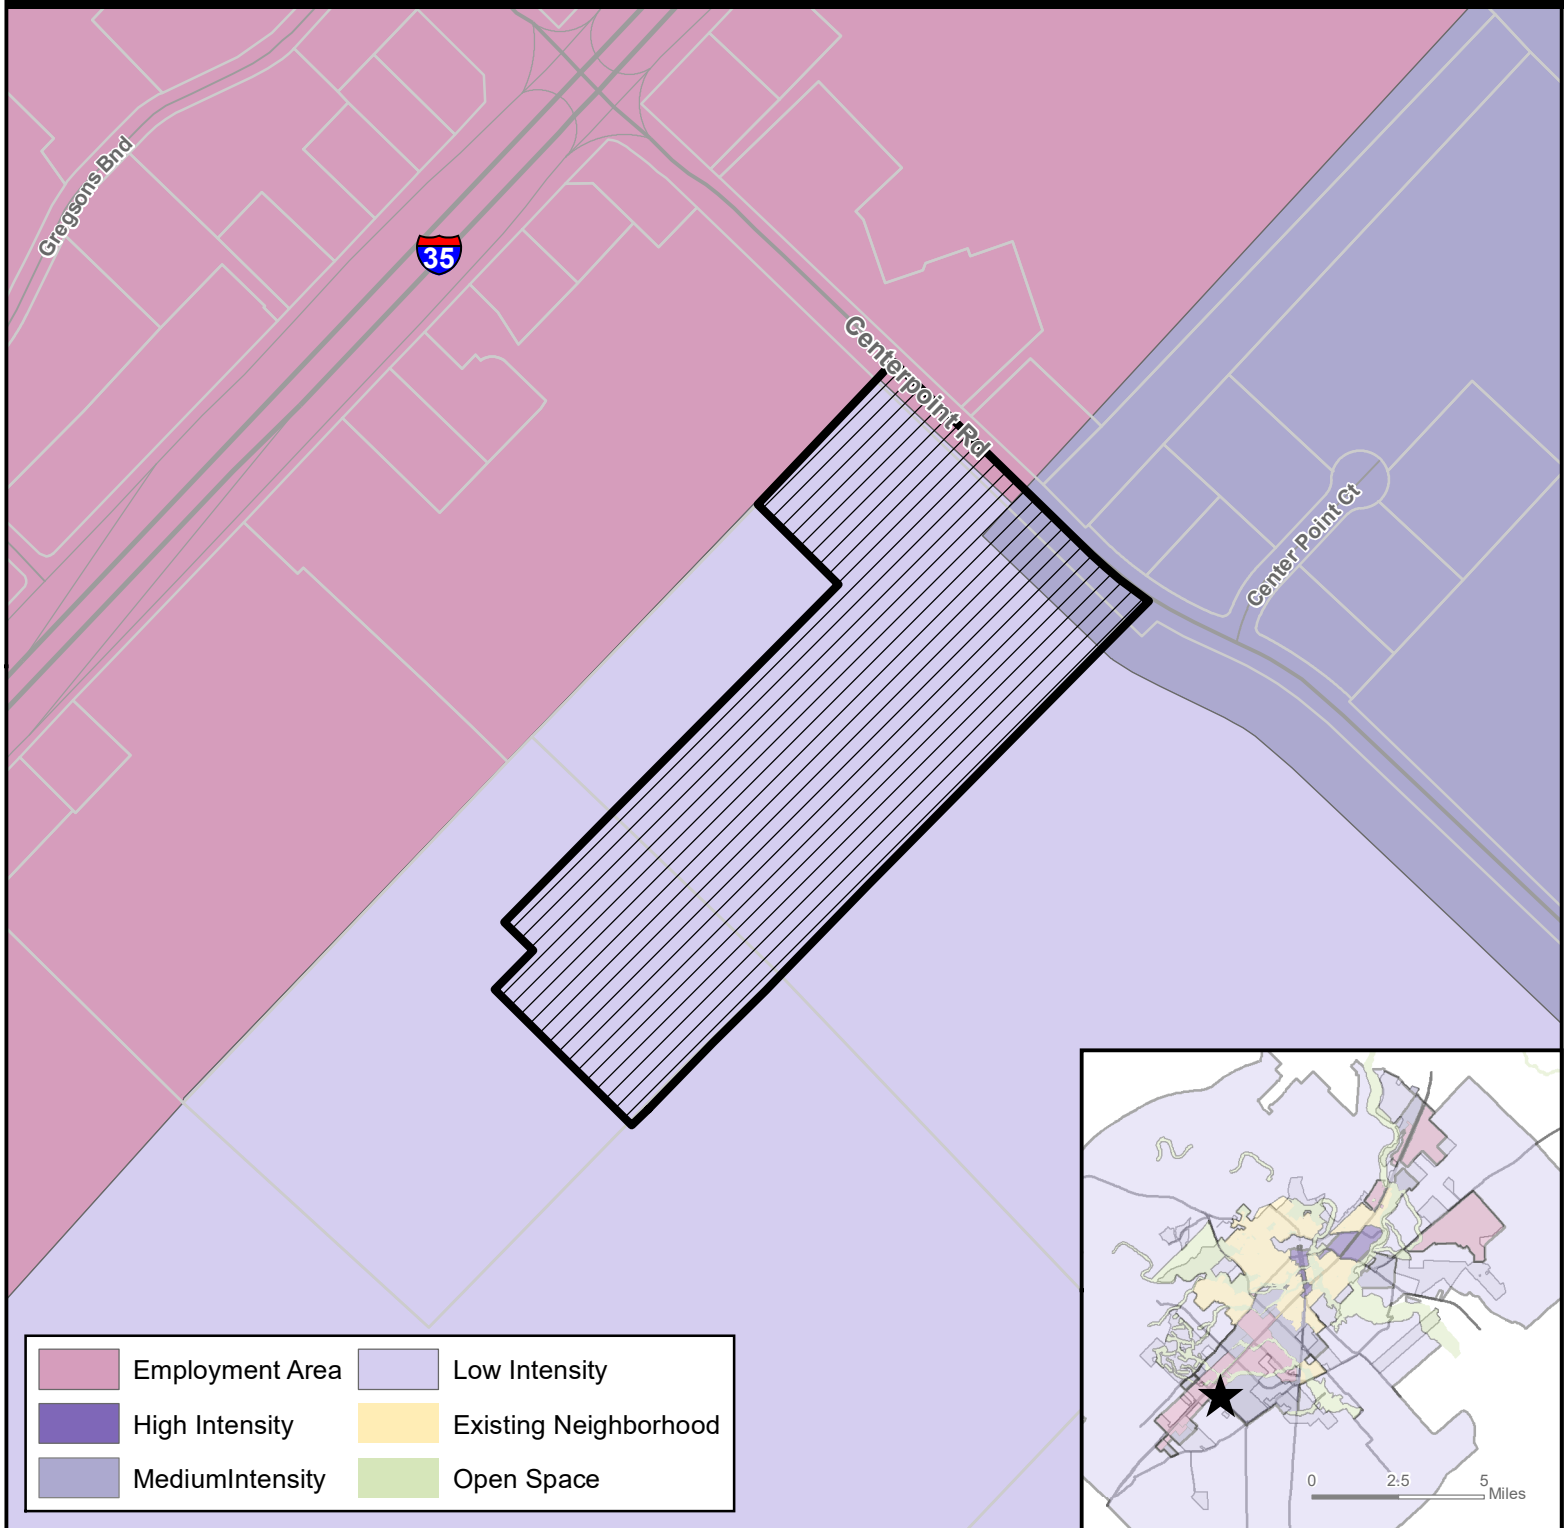 Gregsons Bnd
35
Centerpoint Rd
Center Point Ct
Employment Area
Low Intensity
High Intensity
Existing Neighborhood
MediumIntensity
Open Space
0 2.5 5
Miles